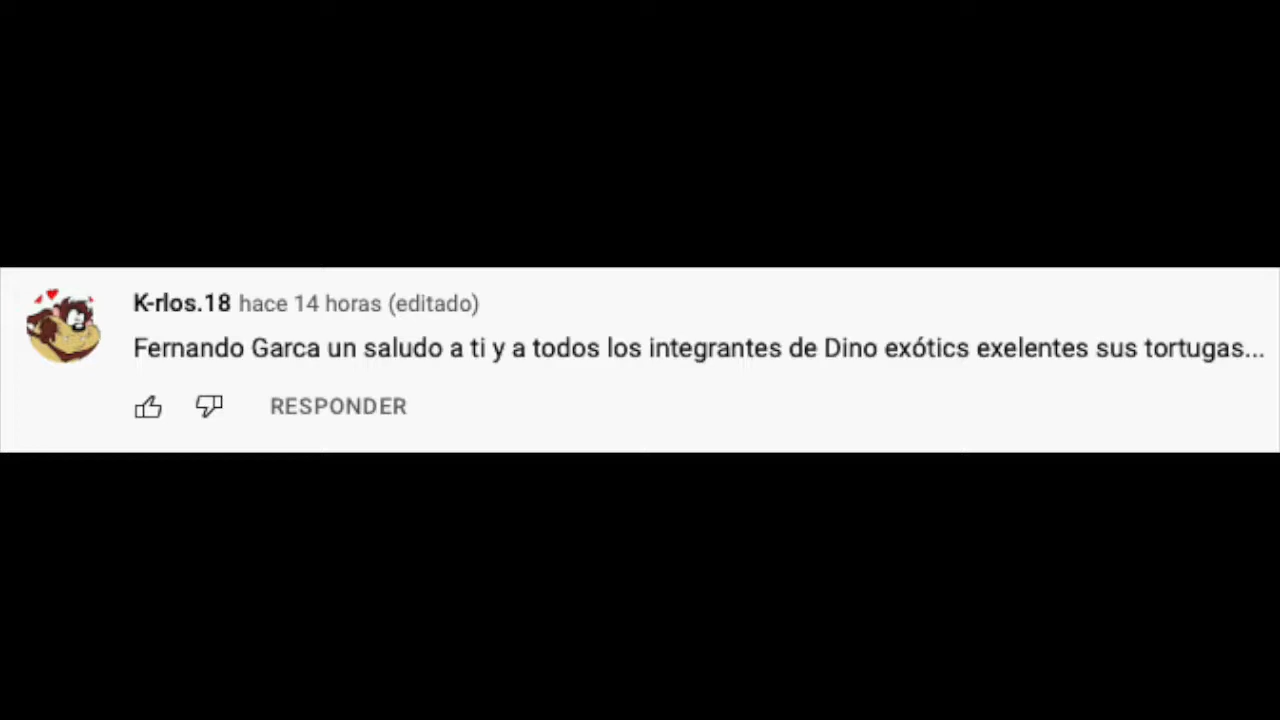 K-rlos.18 hace 14 horas (editado)
Fernando Garca un saludo a ti y a todos los integrantes de Dino exótics exelentes sus tortugas...
RESPONDER